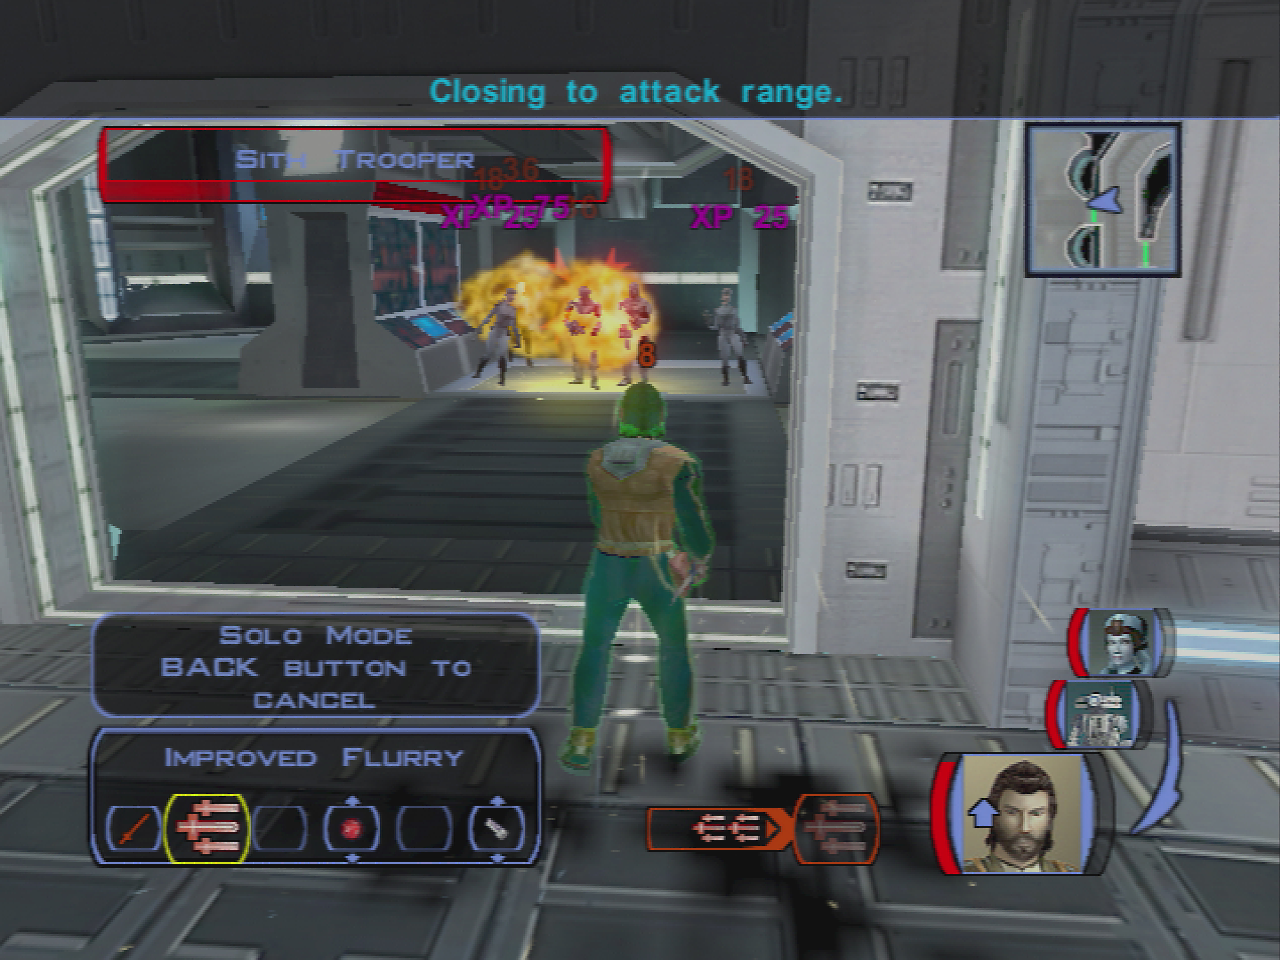 Closing to attack range.
Sith Trooper
18 36
18
XP 25 XP 75
XP 25
8
Solo Mode
BACK button to
cancel
Improved Flurry